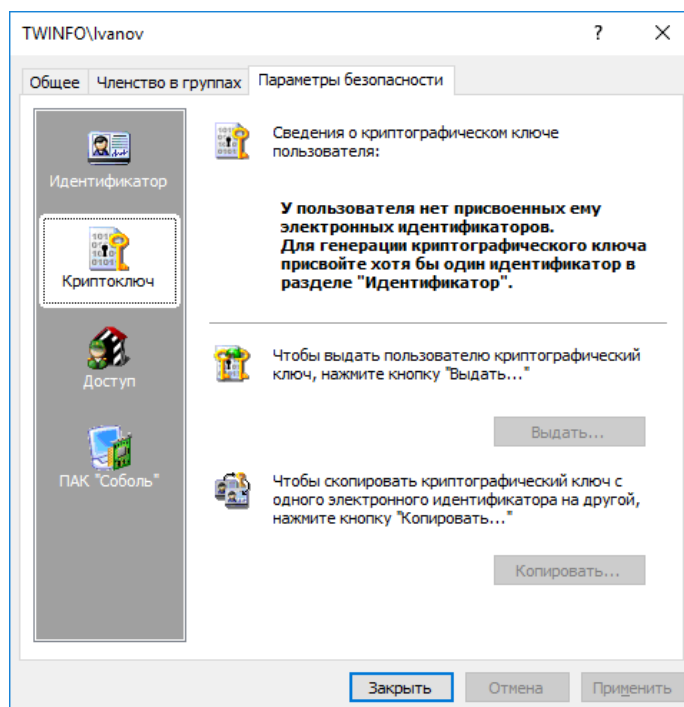 TWINFO\Ivanov
?
Общее
Членство в группах
Параметры безопасности
Идентификатор
Криптоключ
Доступ
ПАК "Соболь"
Сведения о криптографическом ключе
пользователя:
У пользователя нет присвоенных ему
электронных идентификаторов.
Для генерации криптографического ключа
присвойте хотя бы один идентификатор в
разделе "Идентификатор".
Чтобы выдать пользователю криптографический
ключ, нажмите кнопку "Выдать..."
Выдать...
Чтобы скопировать криптографический ключ с
одного электронного идентификатора на другой,
нажмите кнопку "Копировать..."
Копировать...
Закрыть
Отмена
Применить